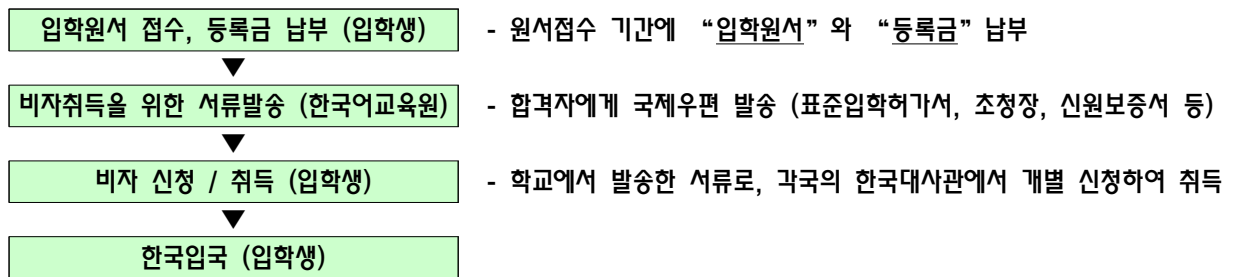 입학원서 접수, 등록금 납부 (입학생) - 원서접수 기간에 “입학원서”와 “등록금”납부
▼
비자취득을 위한 서류발송 (한국어교육원) - 합격자에게 국제우편 발송 (표준입학허가서, 초청장, 신원보증서 등)
▼
비자 신청 / 취득 (입학생) - 학교에서 발송한 서류로, 각국의 한국대사관에서 개별 신청하여 취득
▼
한국입국 (입학생)